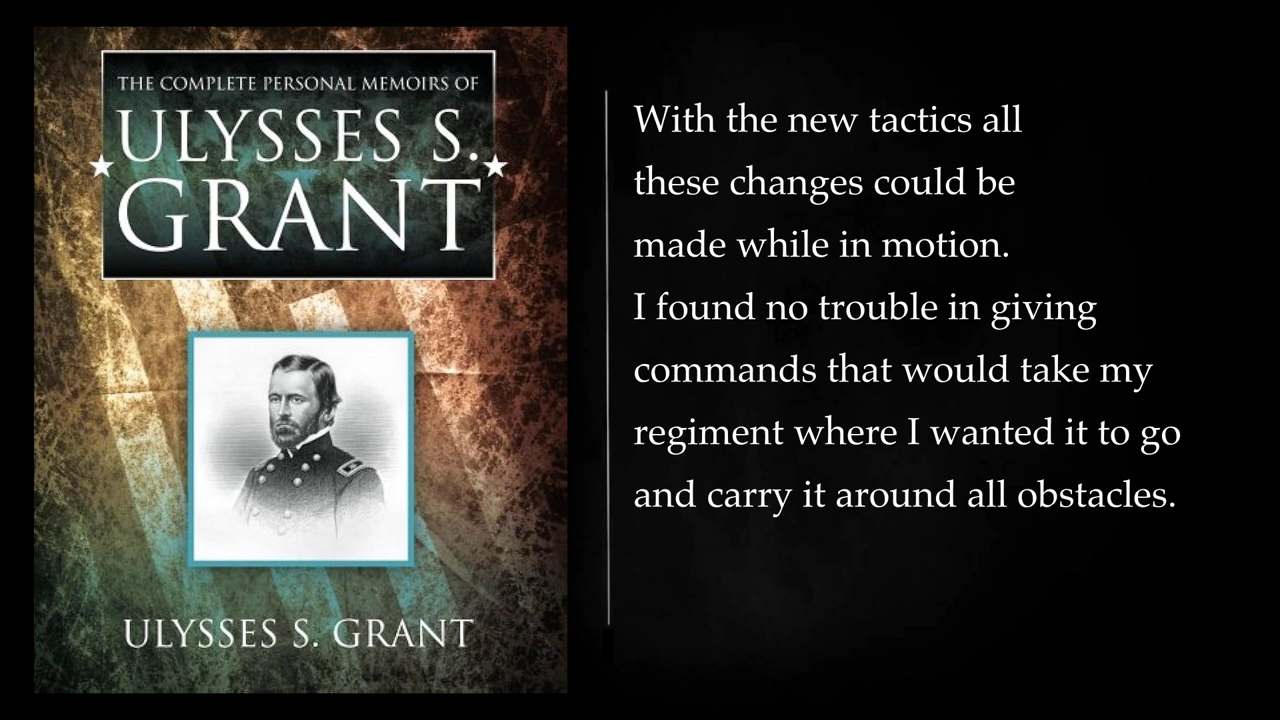 THE COMPLETE PERSONAL MEMOIRS OF
ULYSSES S.
GRANT
ULYSSES S. GRANT
With the new tactics all
these changes could be
made while in motion.
I found no trouble in giving
commands that would take my
regiment where I wanted it to go
and carry it around all obstacles.